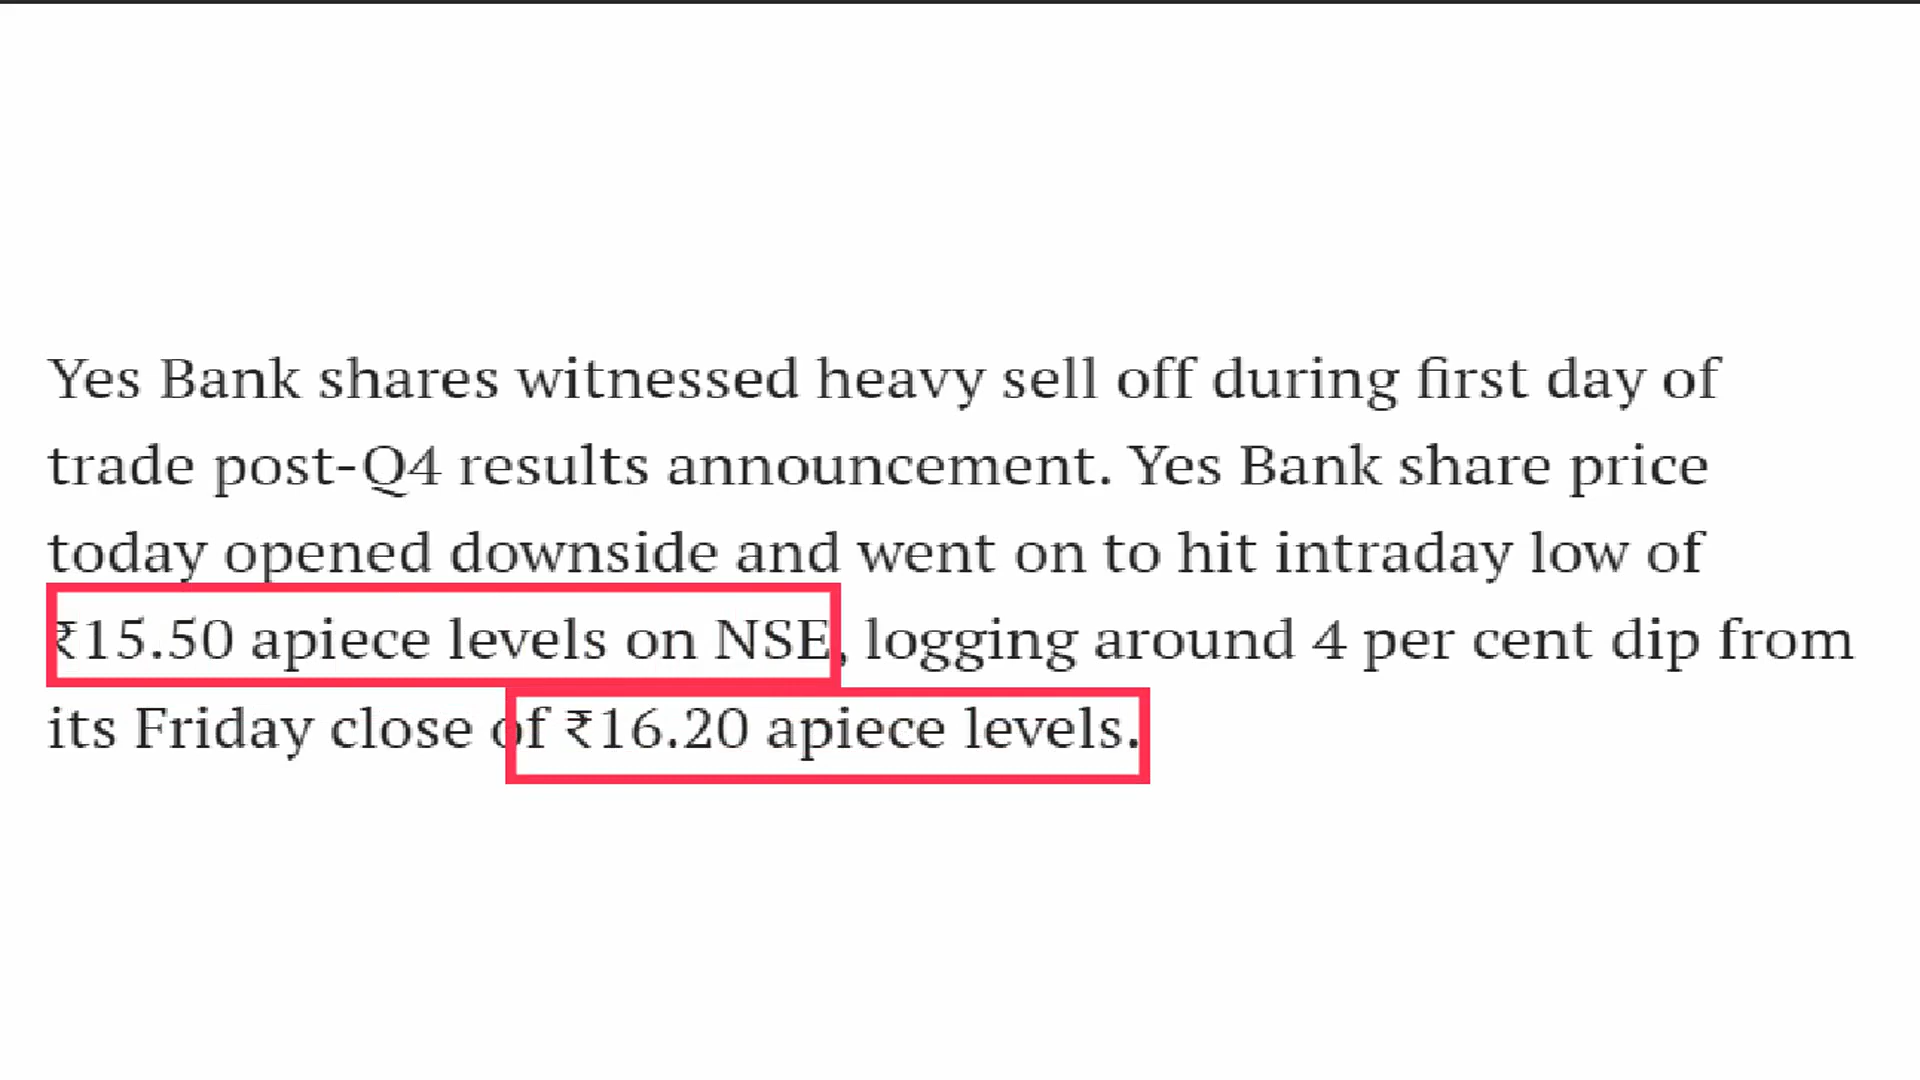 Yes Bank shares witnessed heavy sell off during first day of
trade post-Q4 results announcement. Yes Bank share price
today opened downside and went on to hit intraday low of
₹15.50 apiece levels on NSE, logging around 4 per cent dip from
its Friday close of ₹16.20 apiece levels.